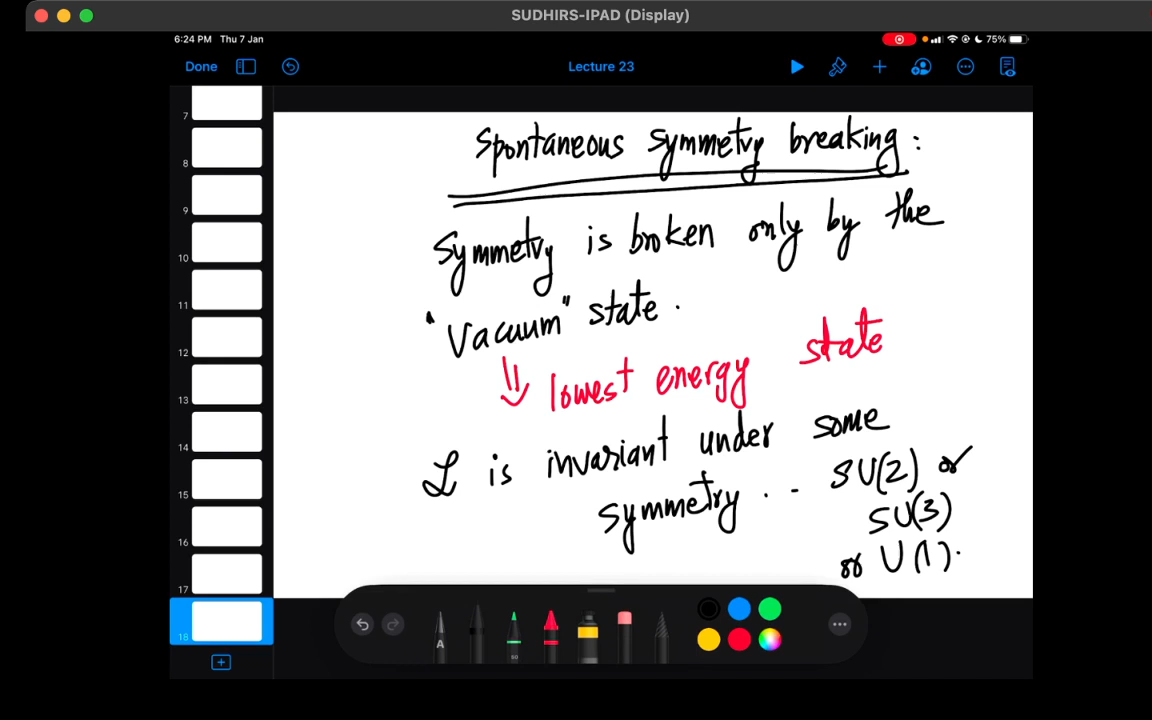 SUDHIRS-IPAD (Display)
6:24 PM Thu 7 Jan
75%
Done
Lecture 23
7
8
9
10
11
12
13
14
15
16
17
18
Spontaneous symmetry breaking:
Symmetry is broken only by the
"Vacuum" state.
⇓ lowest energy state
ℒ is invariant under some
symmetry . . - SU(2) or
SU(3)
or U(1).
A
50